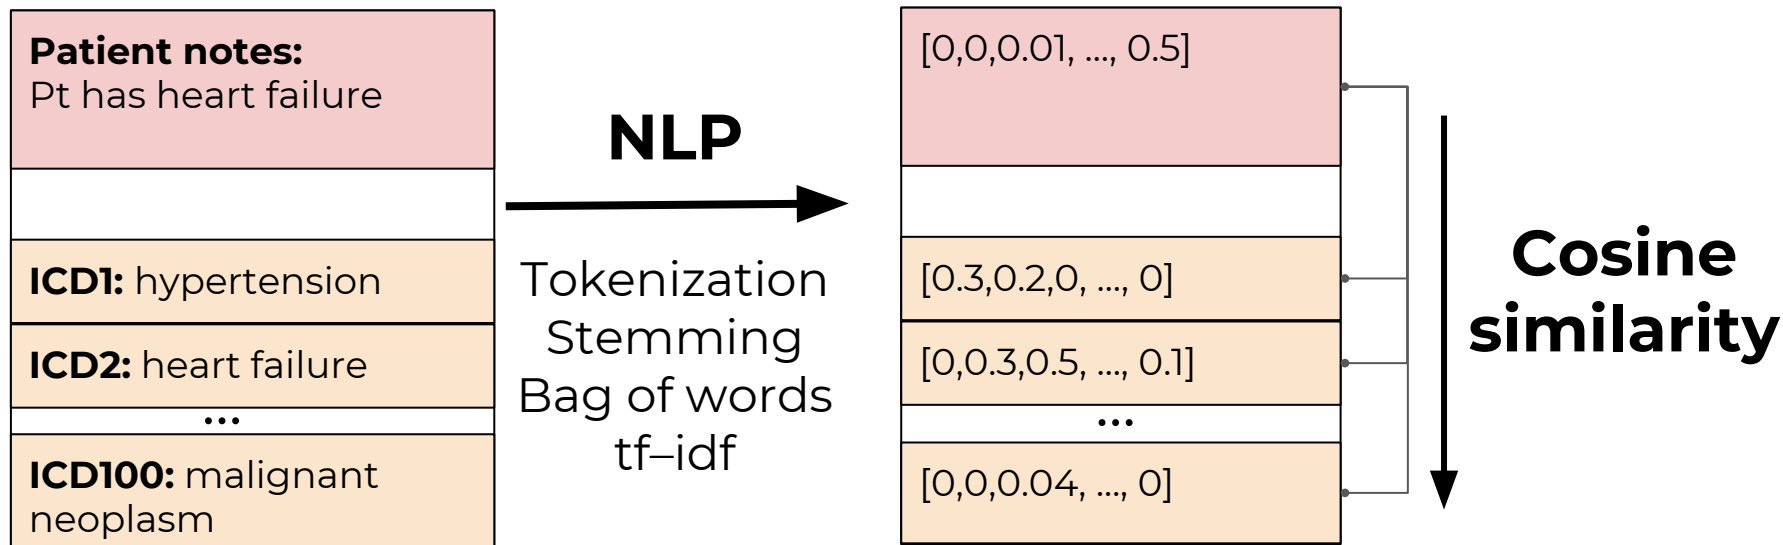 Patient notes:
Pt has heart failure
ICD1: hypertension
ICD2: heart failure
...
ICD100: malignant
neoplasm
NLP
Tokenization
Stemming
Bag of words
tf–idf
[0,0,0.01, ..., 0.5]
[0.3,0.2,0, ..., 0]
[0,0.3,0.5, ..., 0.1]
...
[0,0,0.04, ..., 0]
Cosine
similarity